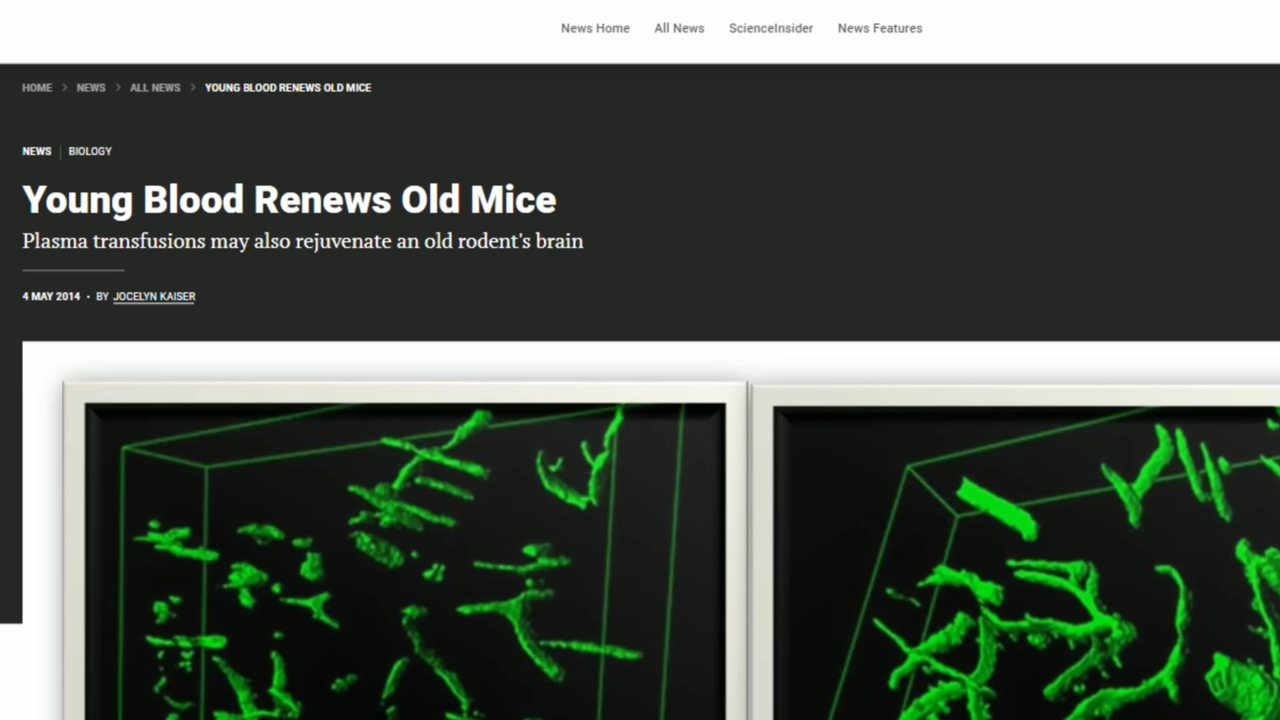 News Home All News ScienceInsider News Features
HOME > NEWS > ALL NEWS > YOUNG BLOOD RENEWS OLD MICE
NEWS | BIOLOGY
Young Blood Renews Old Mice
Plasma transfusions may also rejuvenate an old rodent's brain
4 MAY 2014 · BY JOCELYN KAISER